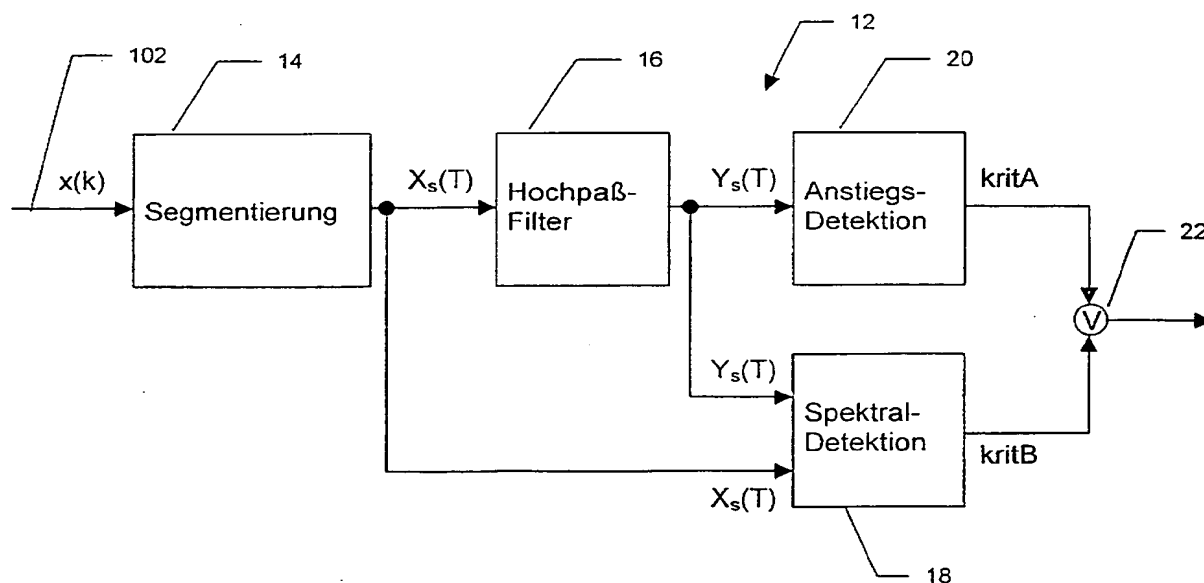 12
102
14
16
20
x(k)
Segmentierung
Xₛ(T)
Hochpaß-
Filter
Yₛ(T)
Anstiegs-
Detektion
kritA
22
V
Yₛ(T)
Spektral-
Detektion
kritB
Xₛ(T)
18